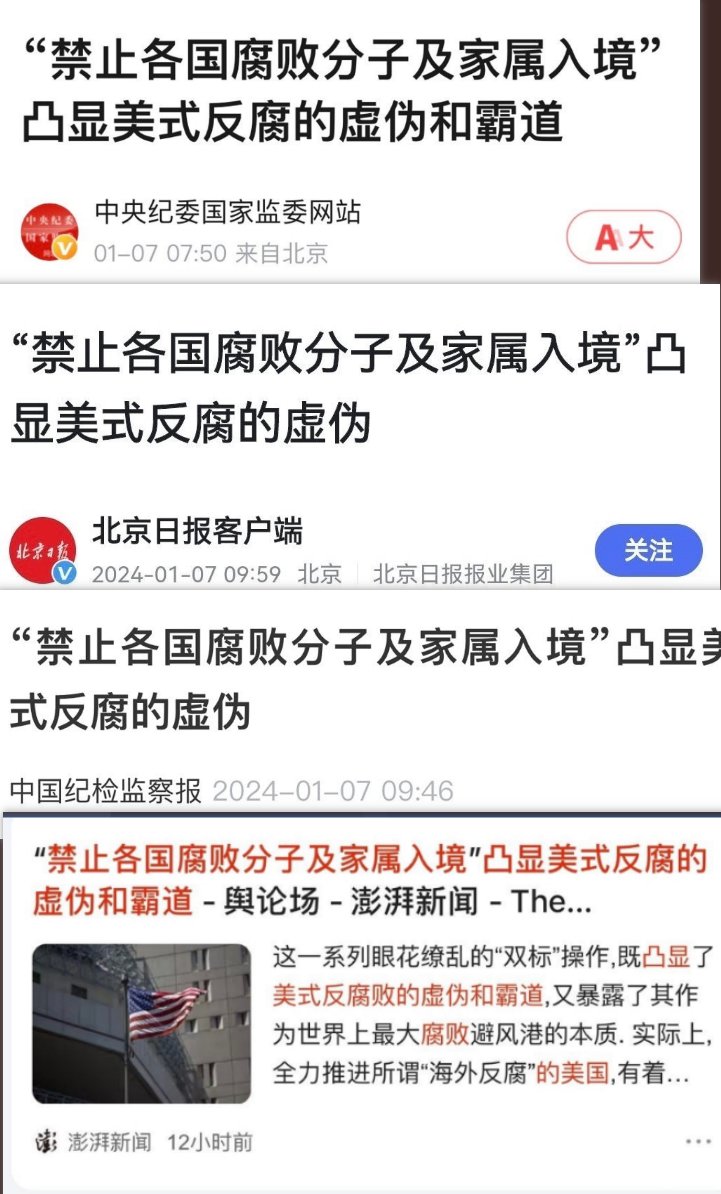 “禁止各国腐败分子及家属入境”
凸显美式反腐的虚伪和霸道
中央纪委
国家监
中央纪委国家监委网站
01-07 07:50 来自北京
A 大
“禁止各国腐败分子及家属入境”凸
显美式反腐的虚伪
北京日报
北京日报客户端
2024-01-07 09:59 北京 | 北京日报报业集团
关注
“禁止各国腐败分子及家属入境”凸显美
式反腐的虚伪
中国纪检监察报 2024-01-07 09:46
“禁止各国腐败分子及家属入境”凸显美式反腐的
虚伪和霸道 - 舆论场 - 澎湃新闻 - The...
这一系列眼花缭乱的“双标”操作,既凸显了
美式反腐败的虚伪和霸道,又暴露了其作
为世界上最大腐败避风港的本质. 实际上,
全力推进所谓“海外反腐”的美国,有着...
澎湃新闻 12小时前